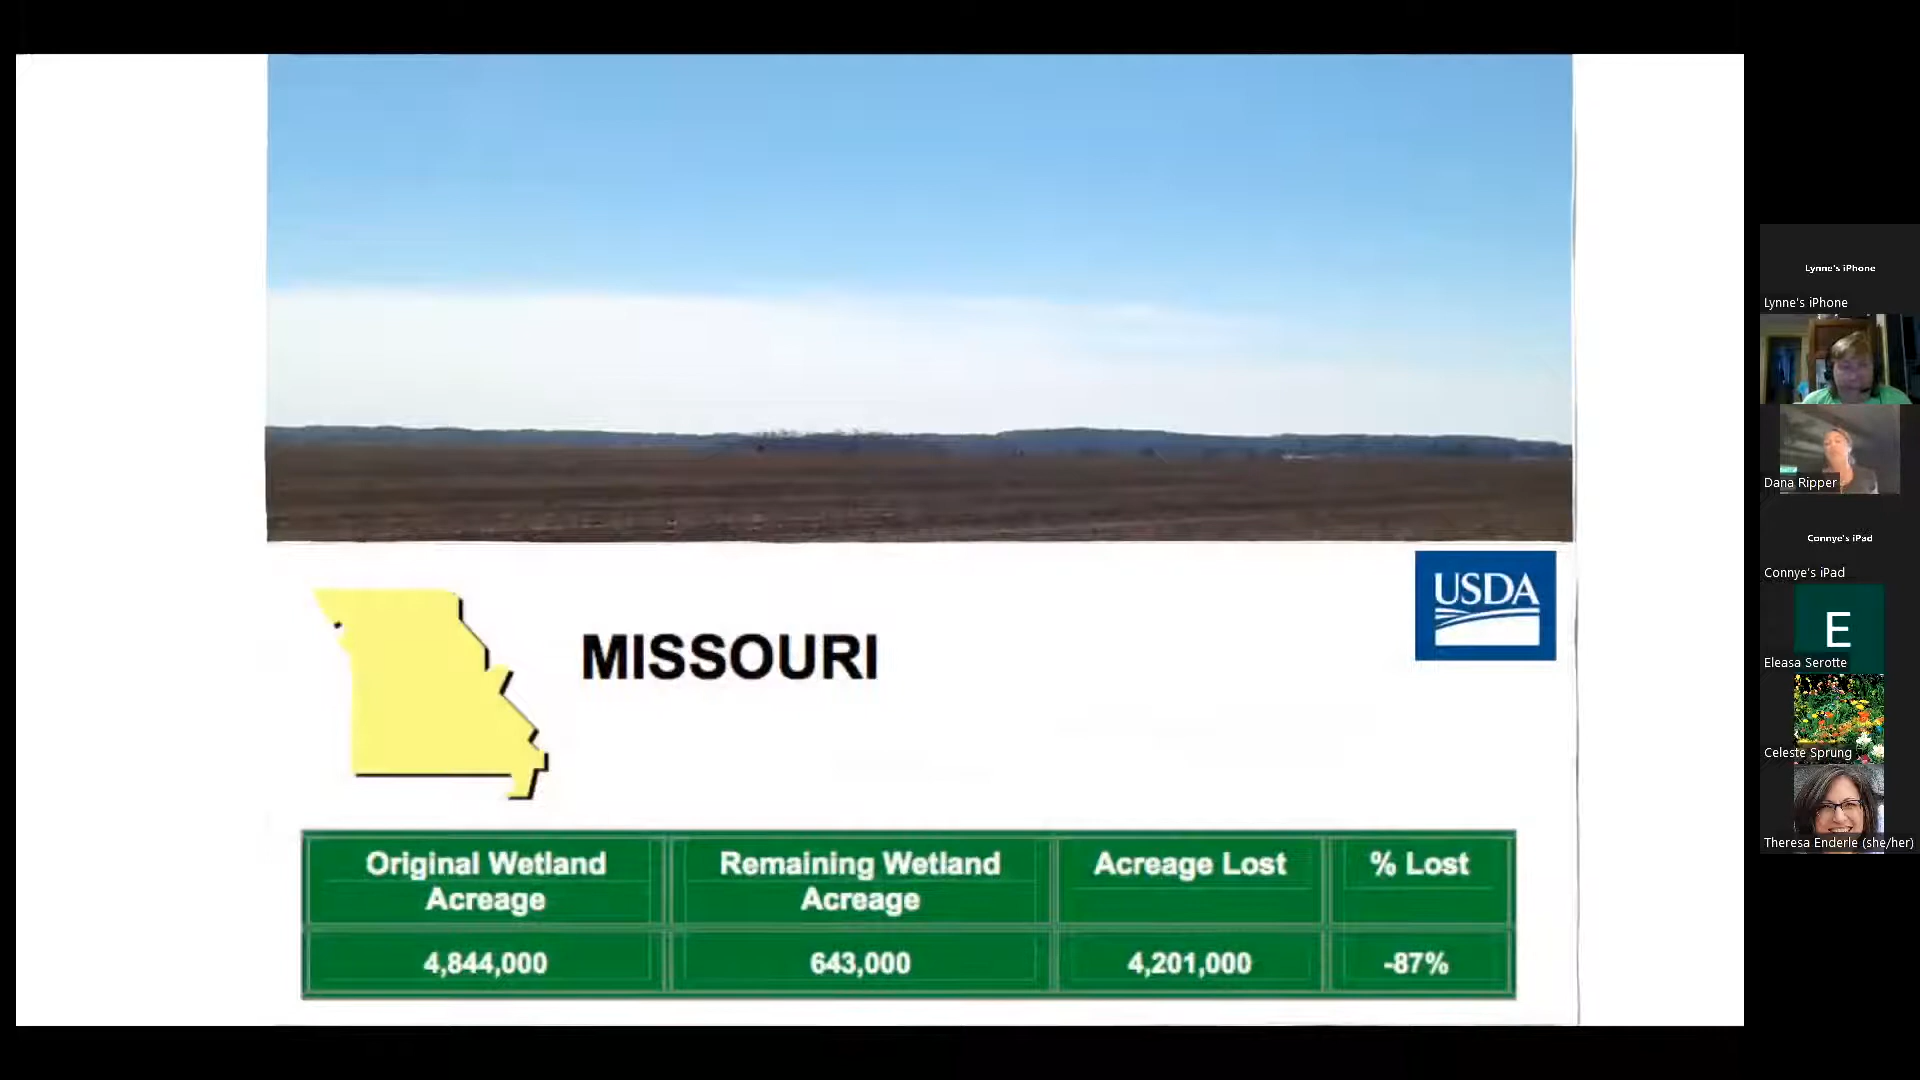 USDA
MISSOURI
Original Wetland
Acreage
Remaining Wetland
Acreage
Acreage Lost
% Lost
4,844,000
643,000
4,201,000
-87%
Lynne's iPhone
Lynne's iPhone
Dana Ripper
Connye's iPad
Connye's iPad
E
Eleasa Serotte
Celeste Sprung
Theresa Enderle (she/her)